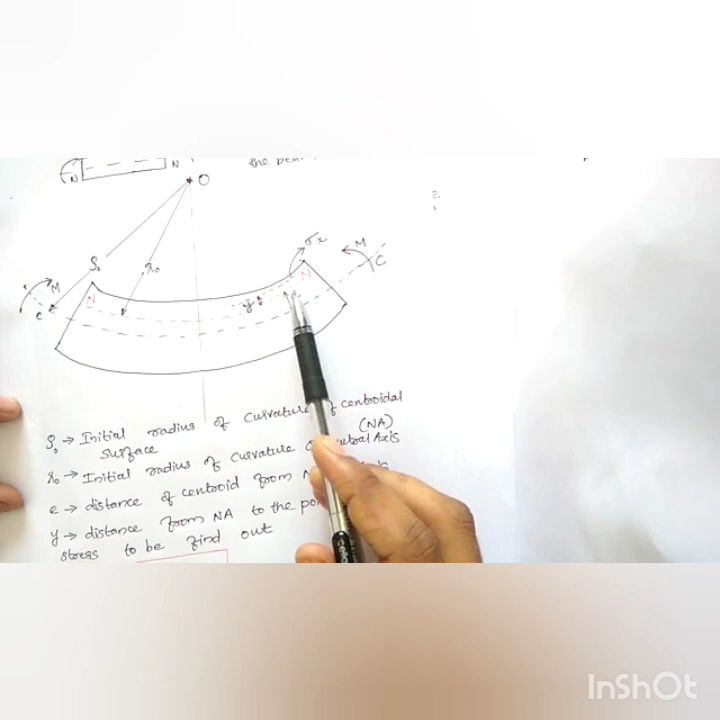 N
N
the
O
ρ₀
r₀
σx
M
M
C
c
N
N
y
ρ₀ → Initial radius of curvature of centroidal
surface
(NA)
r₀ → Initial radius of curvature Axis
e → distance of centroid from
y → distance from NA to the
stress to be find out
InShOt